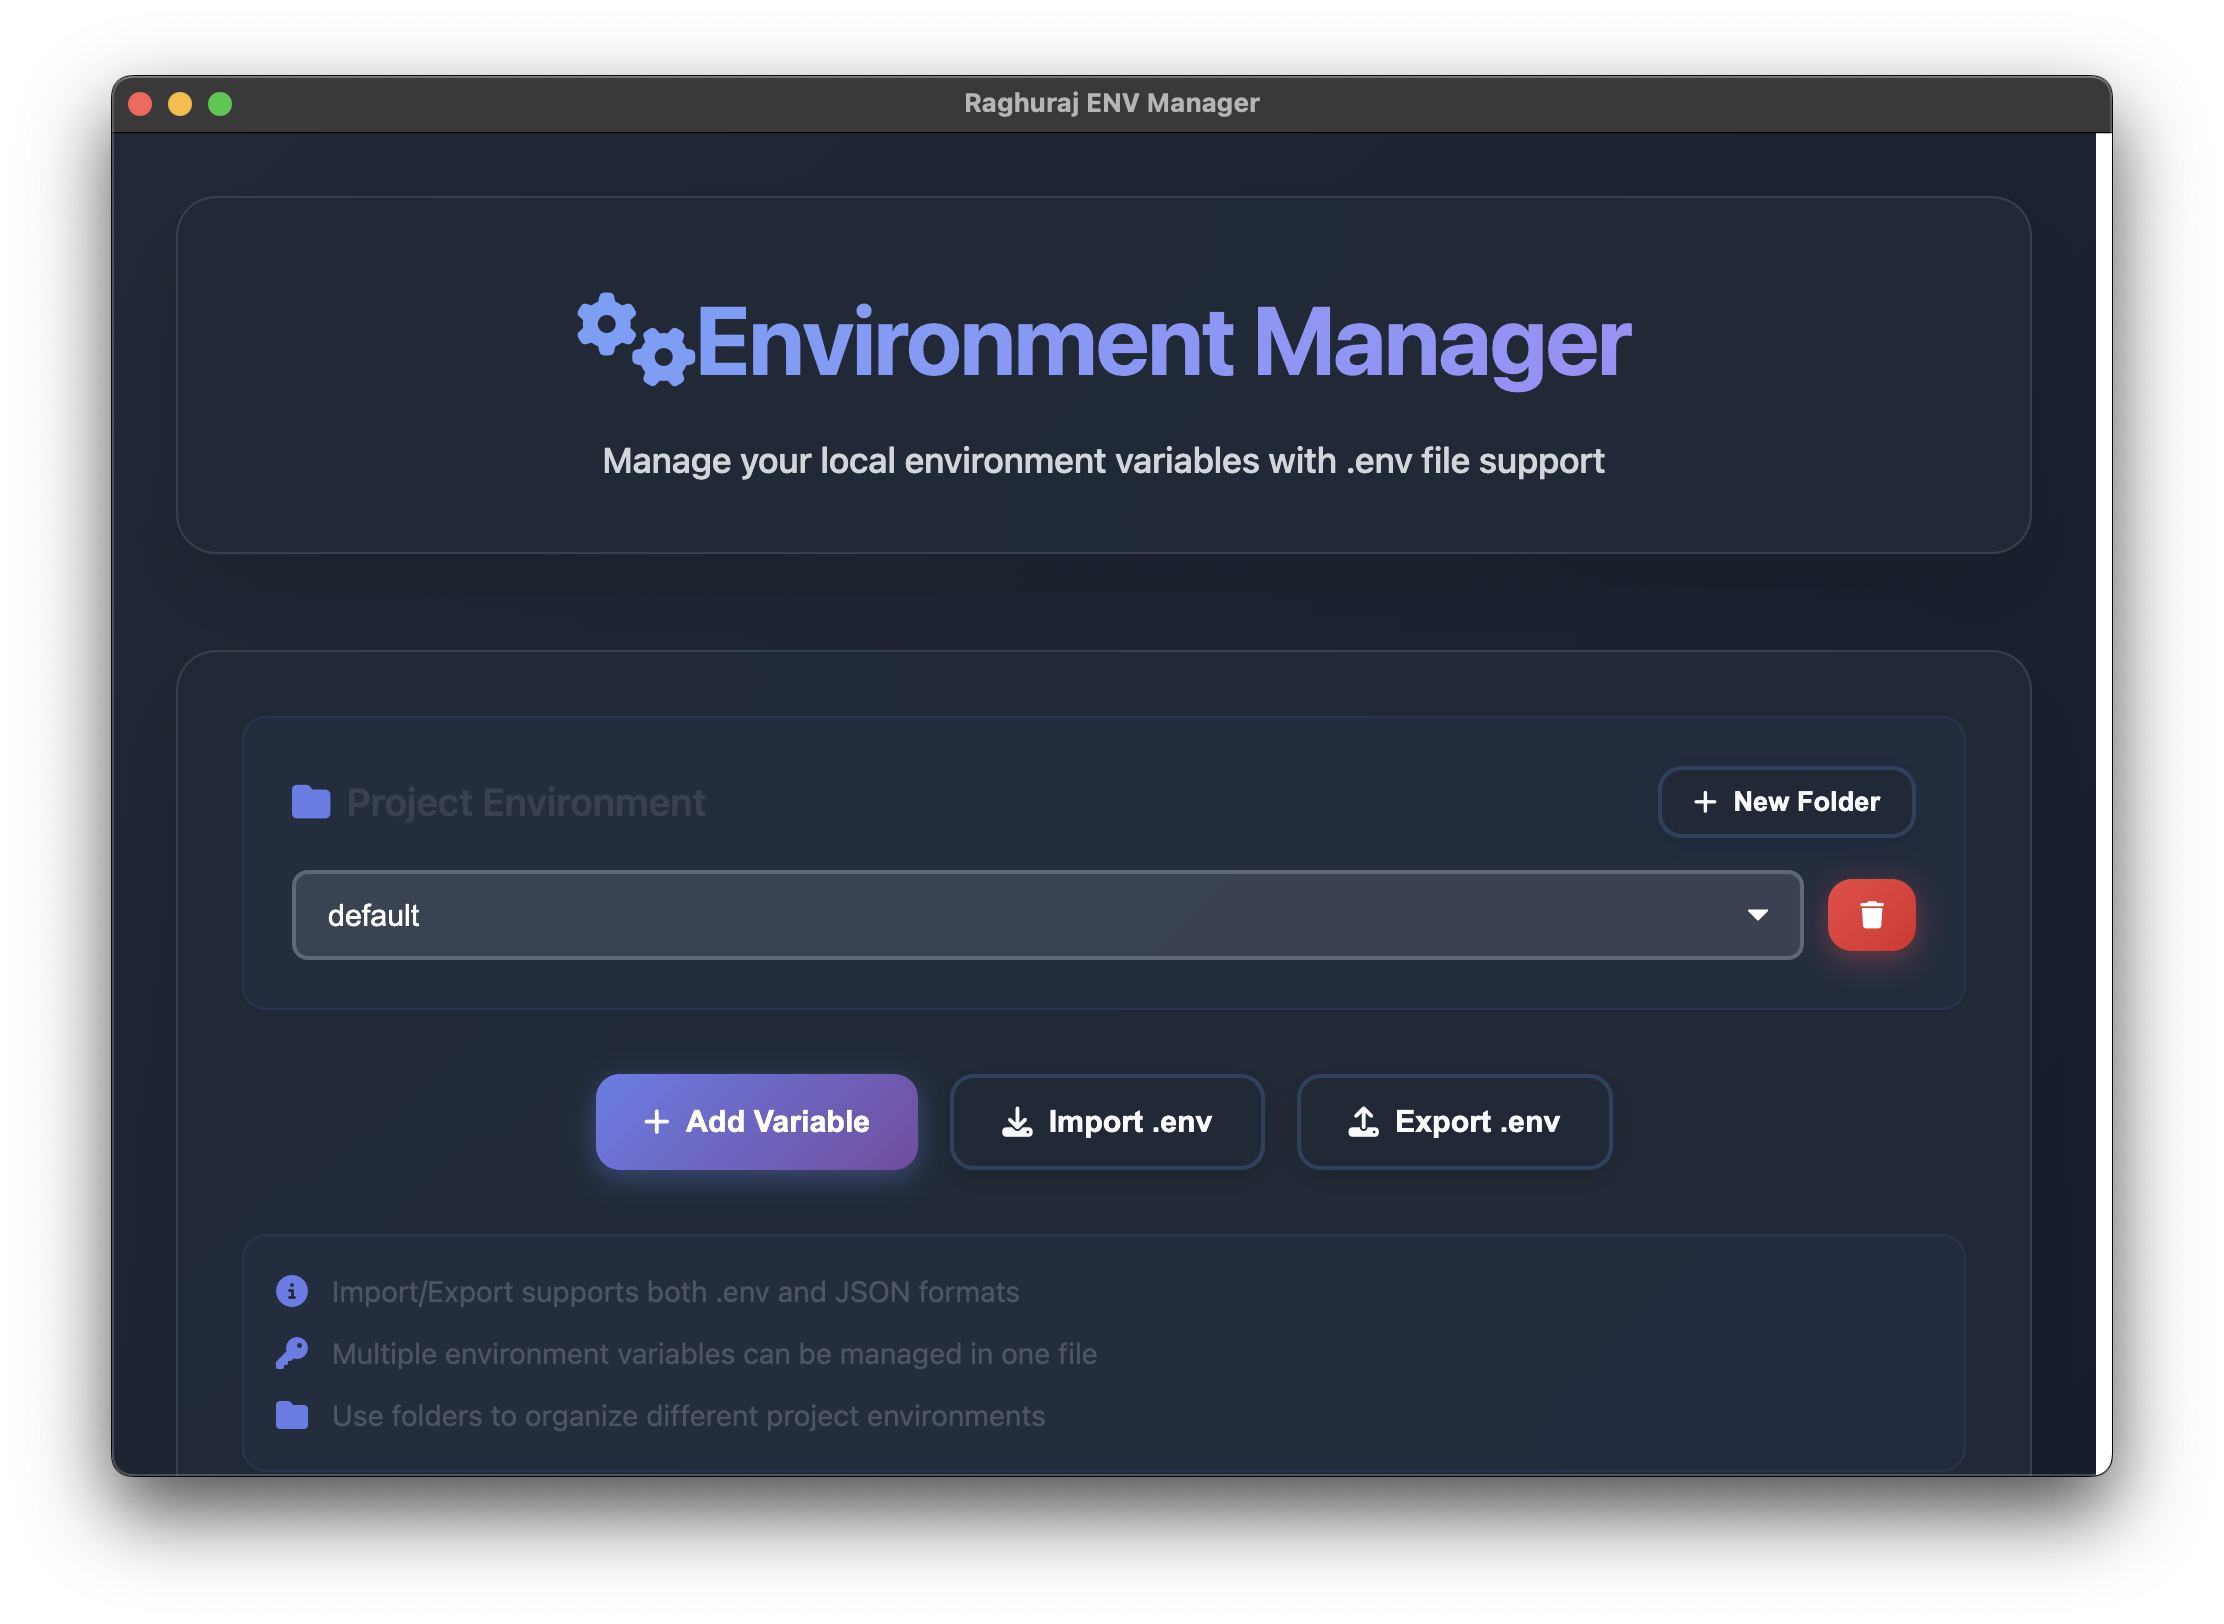 Raghuraj ENV Manager
Environment Manager
Manage your local environment variables with .env file support
Project Environment
New Folder
default
Add Variable
Import .env
Export .env
Import/Export supports both .env and JSON formats
Multiple environment variables can be managed in one file
Use folders to organize different project environments